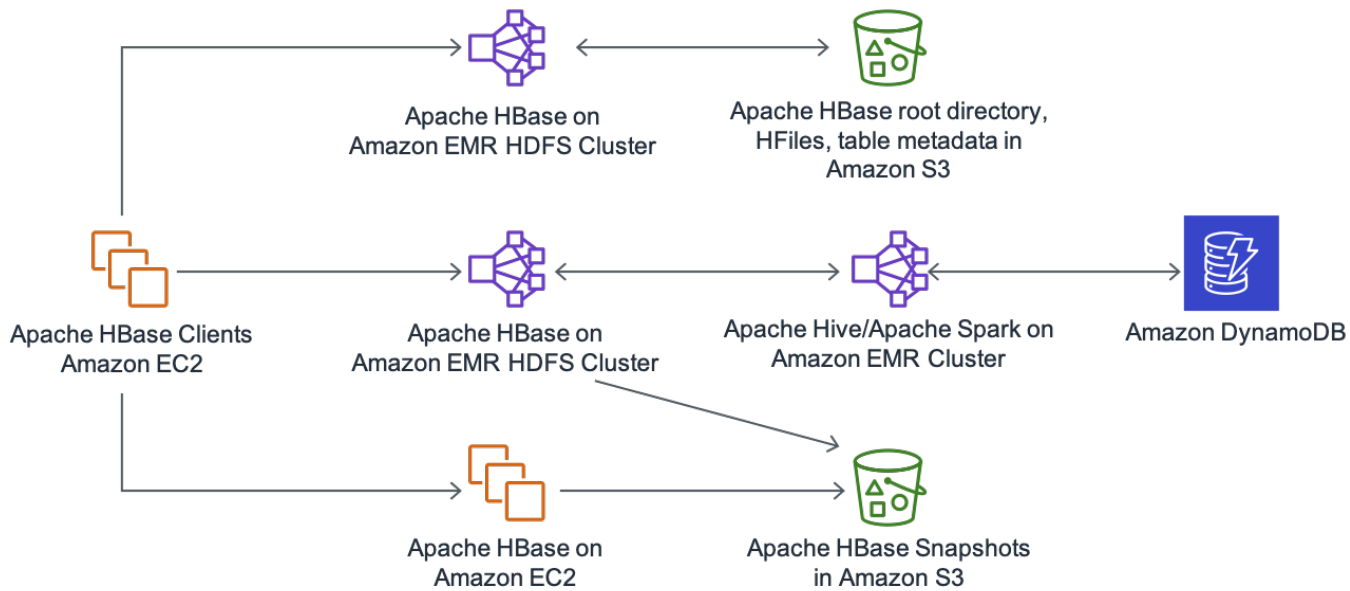 Apache HBase on
Amazon EMR HDFS Cluster
Apache HBase root directory,
HFiles, table metadata in
Amazon S3
Apache HBase Clients
Amazon EC2
Apache HBase on
Amazon EMR HDFS Cluster
Apache Hive/Apache Spark on
Amazon EMR Cluster
Amazon DynamoDB
Apache HBase on
Amazon EC2
Apache HBase Snapshots
in Amazon S3